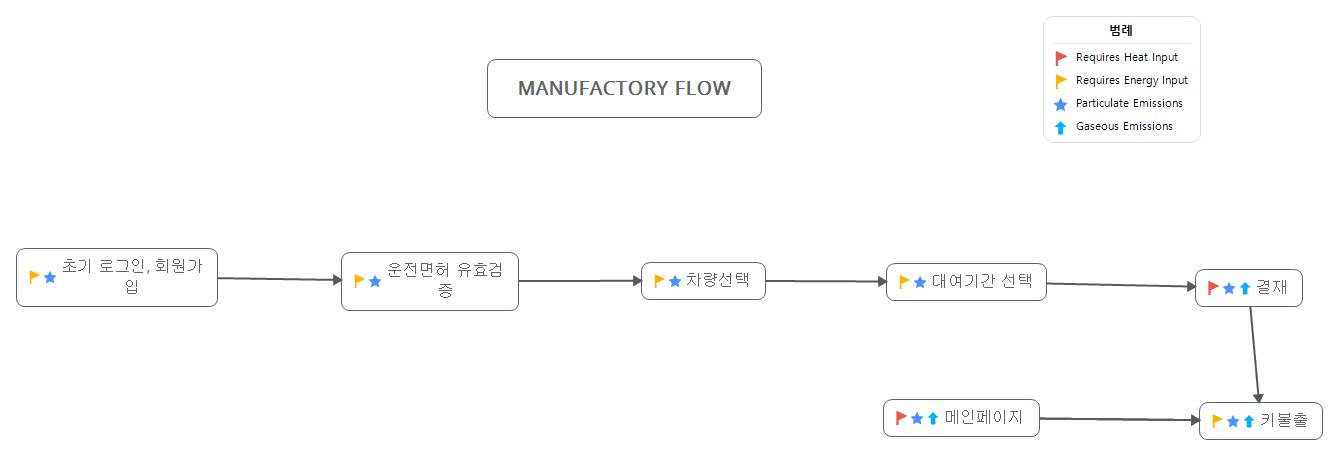 범례
Requires Heat Input
Requires Energy Input
Particulate Emissions
Gaseous Emissions
MANUFACTORY FLOW
초기 로그인, 회원가
입
운전면허 유효검
증
차량선택
대여기간 선택
결재
메인페이지
키불출